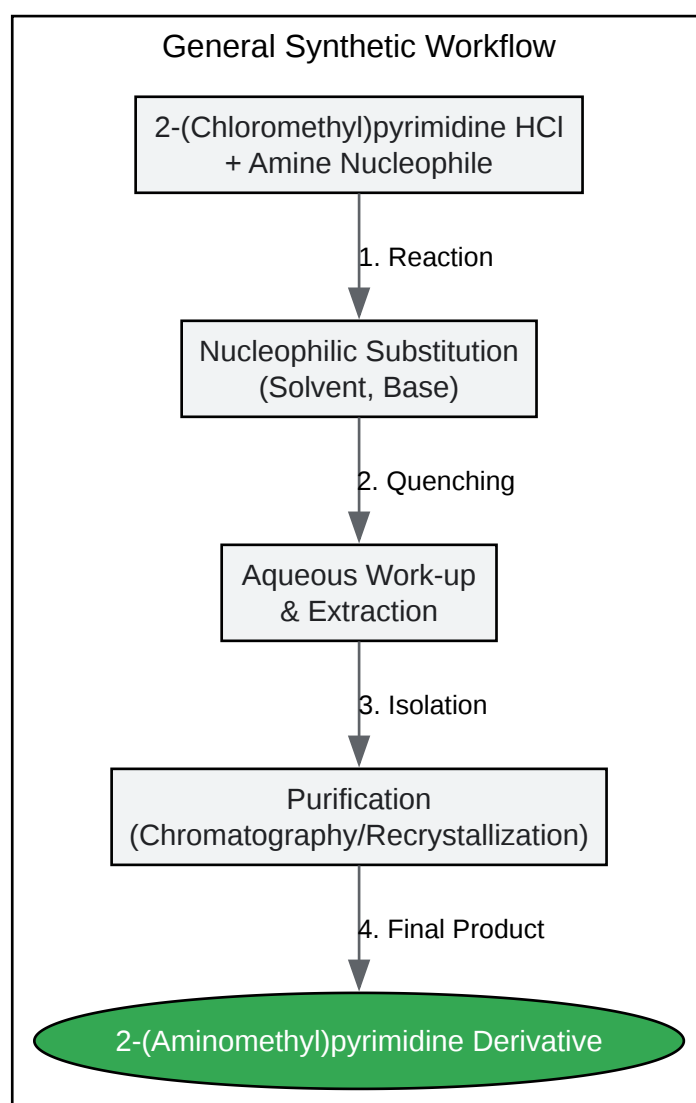 General Synthetic Workflow
2-(Chloromethyl)pyrimidine HCl
+ Amine Nucleophile
1. Reaction
Nucleophilic Substitution
(Solvent, Base)
2. Quenching
Aqueous Work-up
& Extraction
3. Isolation
Purification
(Chromatography/Recrystallization)
4. Final Product
2-(Aminomethyl)pyrimidine Derivative